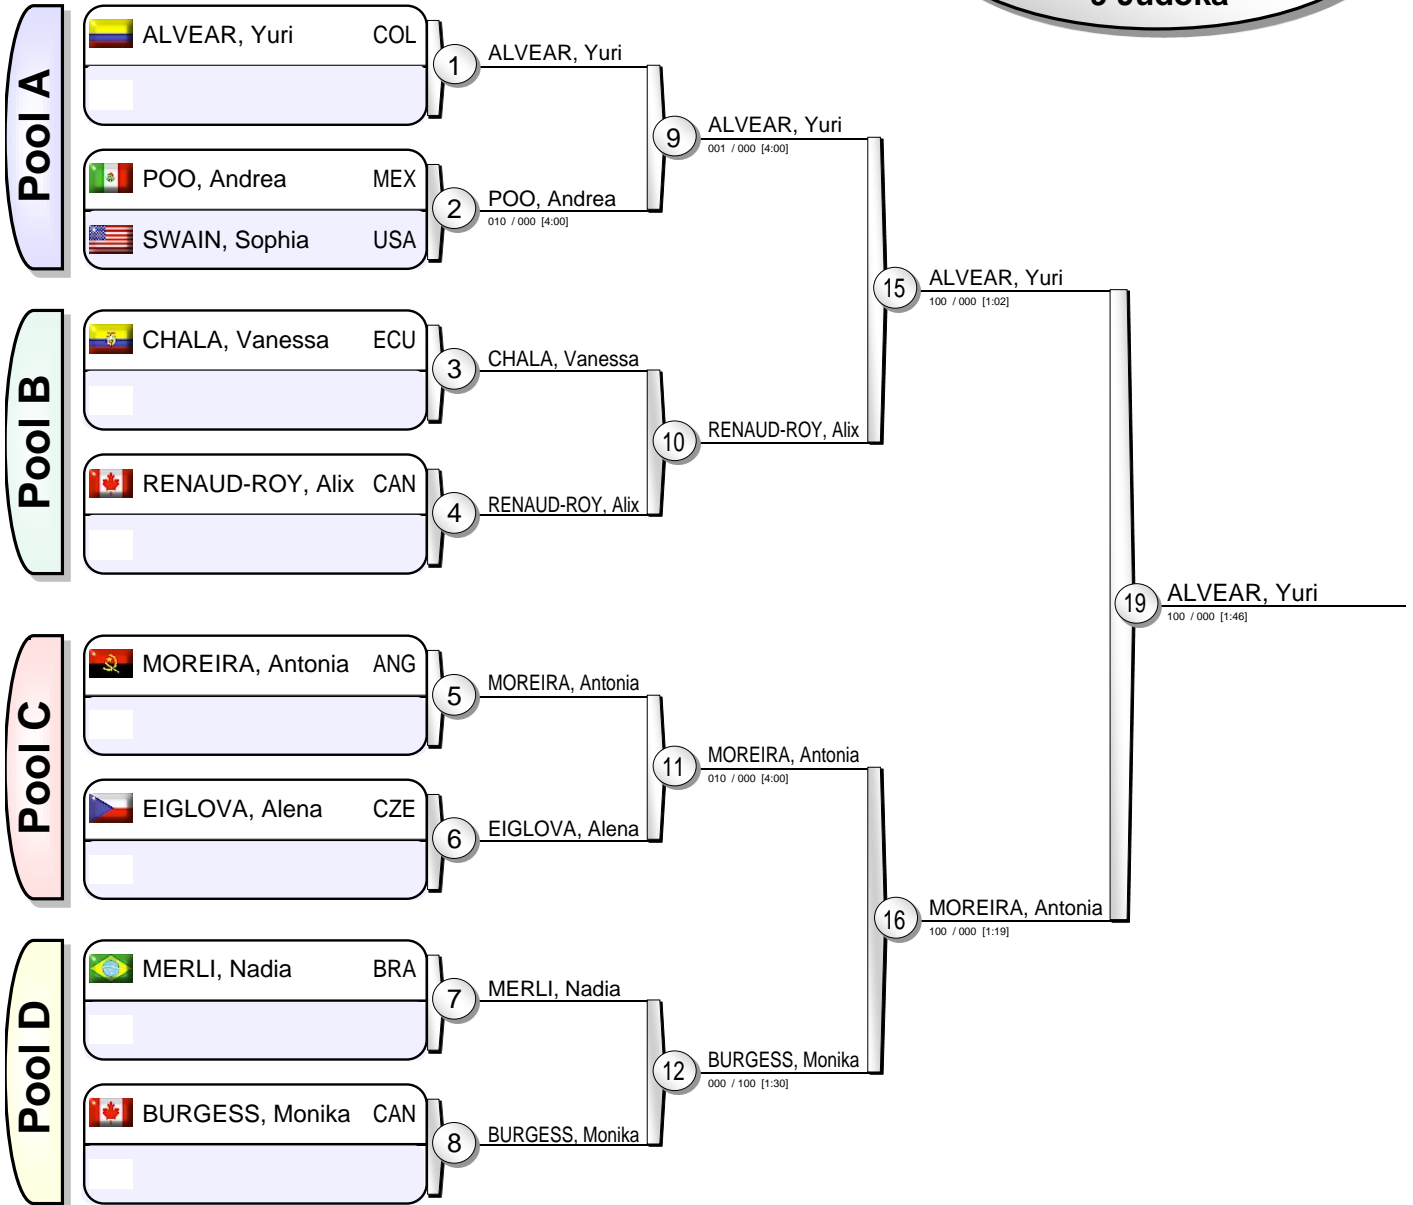 9 Judoka
Pool A
ALVEAR, Yuri COL
1
ALVEAR, Yuri
POO, Andrea MEX
SWAIN, Sophia USA
2
POO, Andrea
010 / 000 [4:00]
9
ALVEAR, Yuri
001 / 000 [4:00]
Pool B
CHALA, Vanessa ECU
3
CHALA, Vanessa
RENAUD-ROY, Alix CAN
4
RENAUD-ROY, Alix
10
RENAUD-ROY, Alix
15
ALVEAR, Yuri
100 / 000 [1:02]
Pool C
MOREIRA, Antonia ANG
5
MOREIRA, Antonia
EIGLOVA, Alena CZE
6
EIGLOVA, Alena
11
MOREIRA, Antonia
010 / 000 [4:00]
Pool D
MERLI, Nadia BRA
7
MERLI, Nadia
BURGESS, Monika CAN
8
BURGESS, Monika
12
BURGESS, Monika
000 / 100 [1:30]
16
MOREIRA, Antonia
100 / 000 [1:19]
19
ALVEAR, Yuri
100 / 000 [1:46]